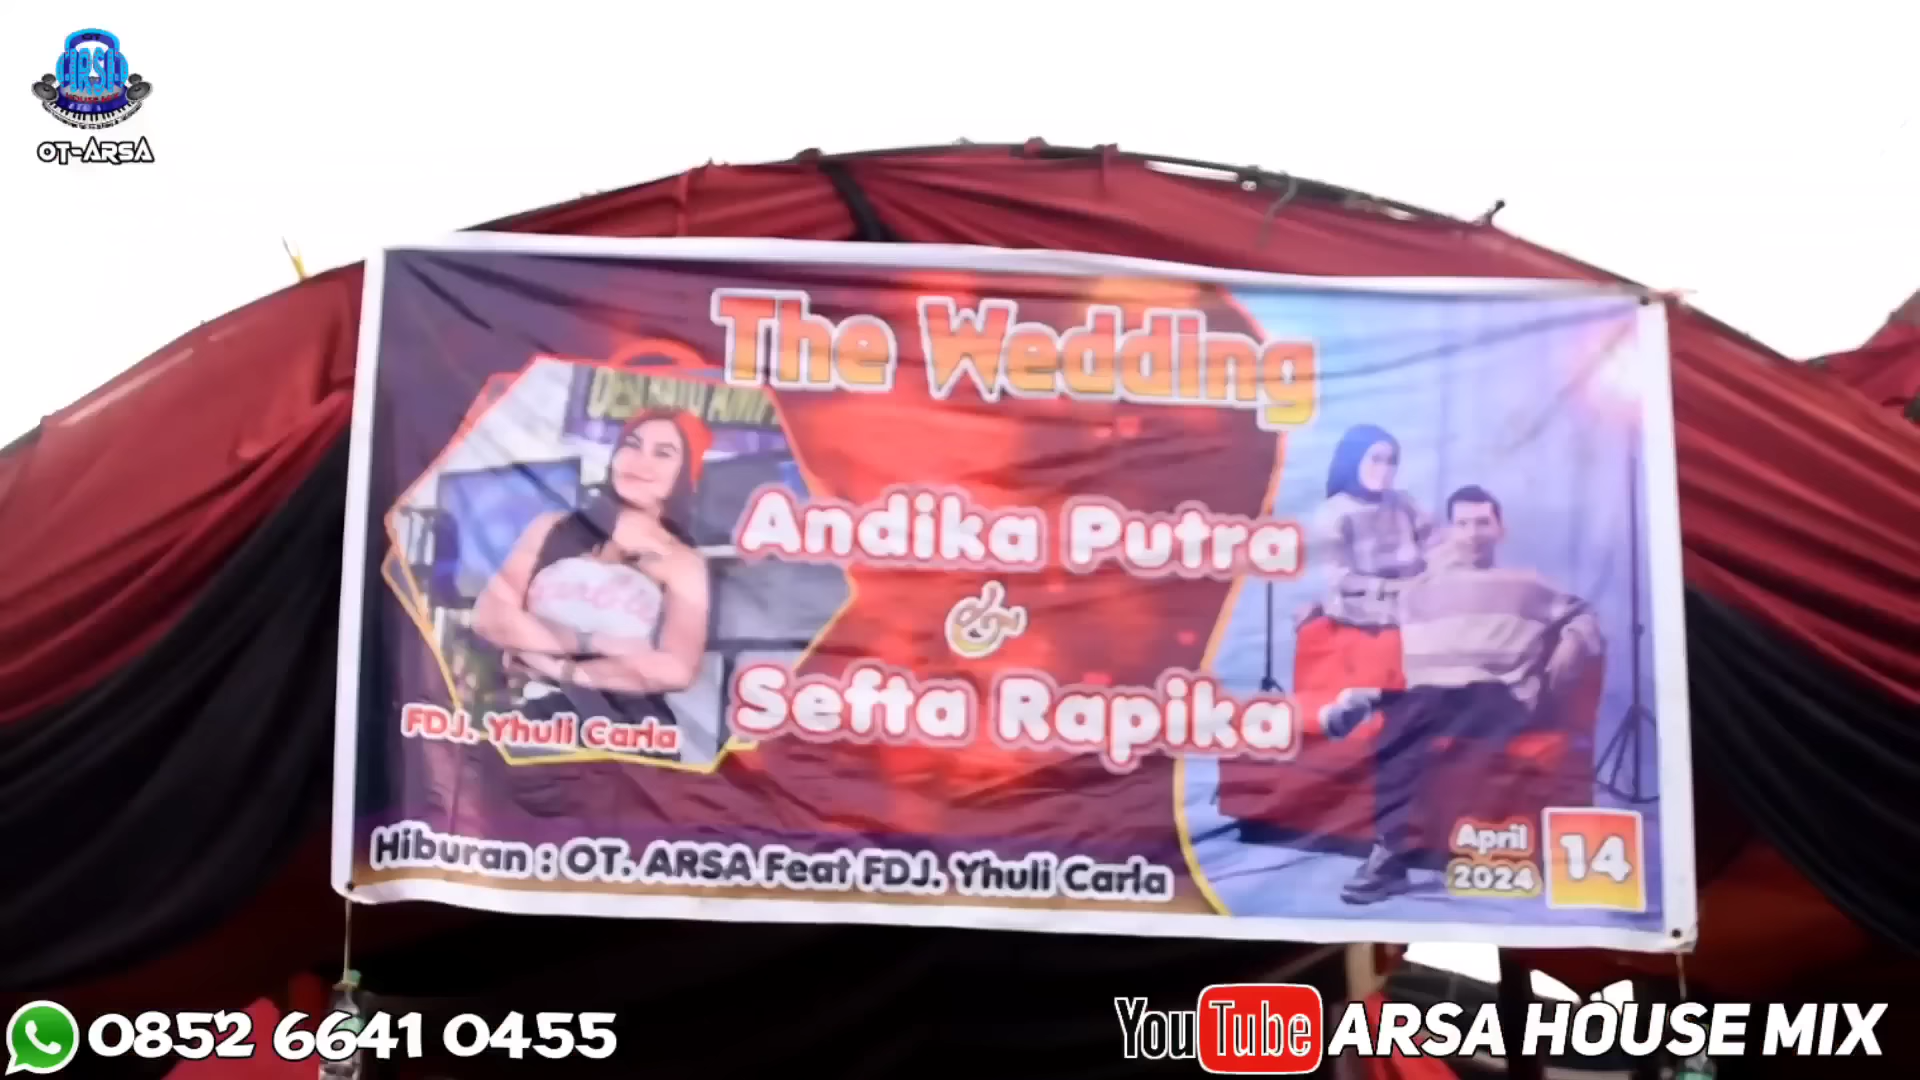 ARSA
OT-ARSA
The Wedding
Andika Putra
&
Sefta Rapika
FDJ. Yhuli Carla
Hiburan : OT. ARSA Feat FDJ. Yhuli Carla
April
2024
14
0852 6641 0455
YouTube ARSA HOUSE MIX